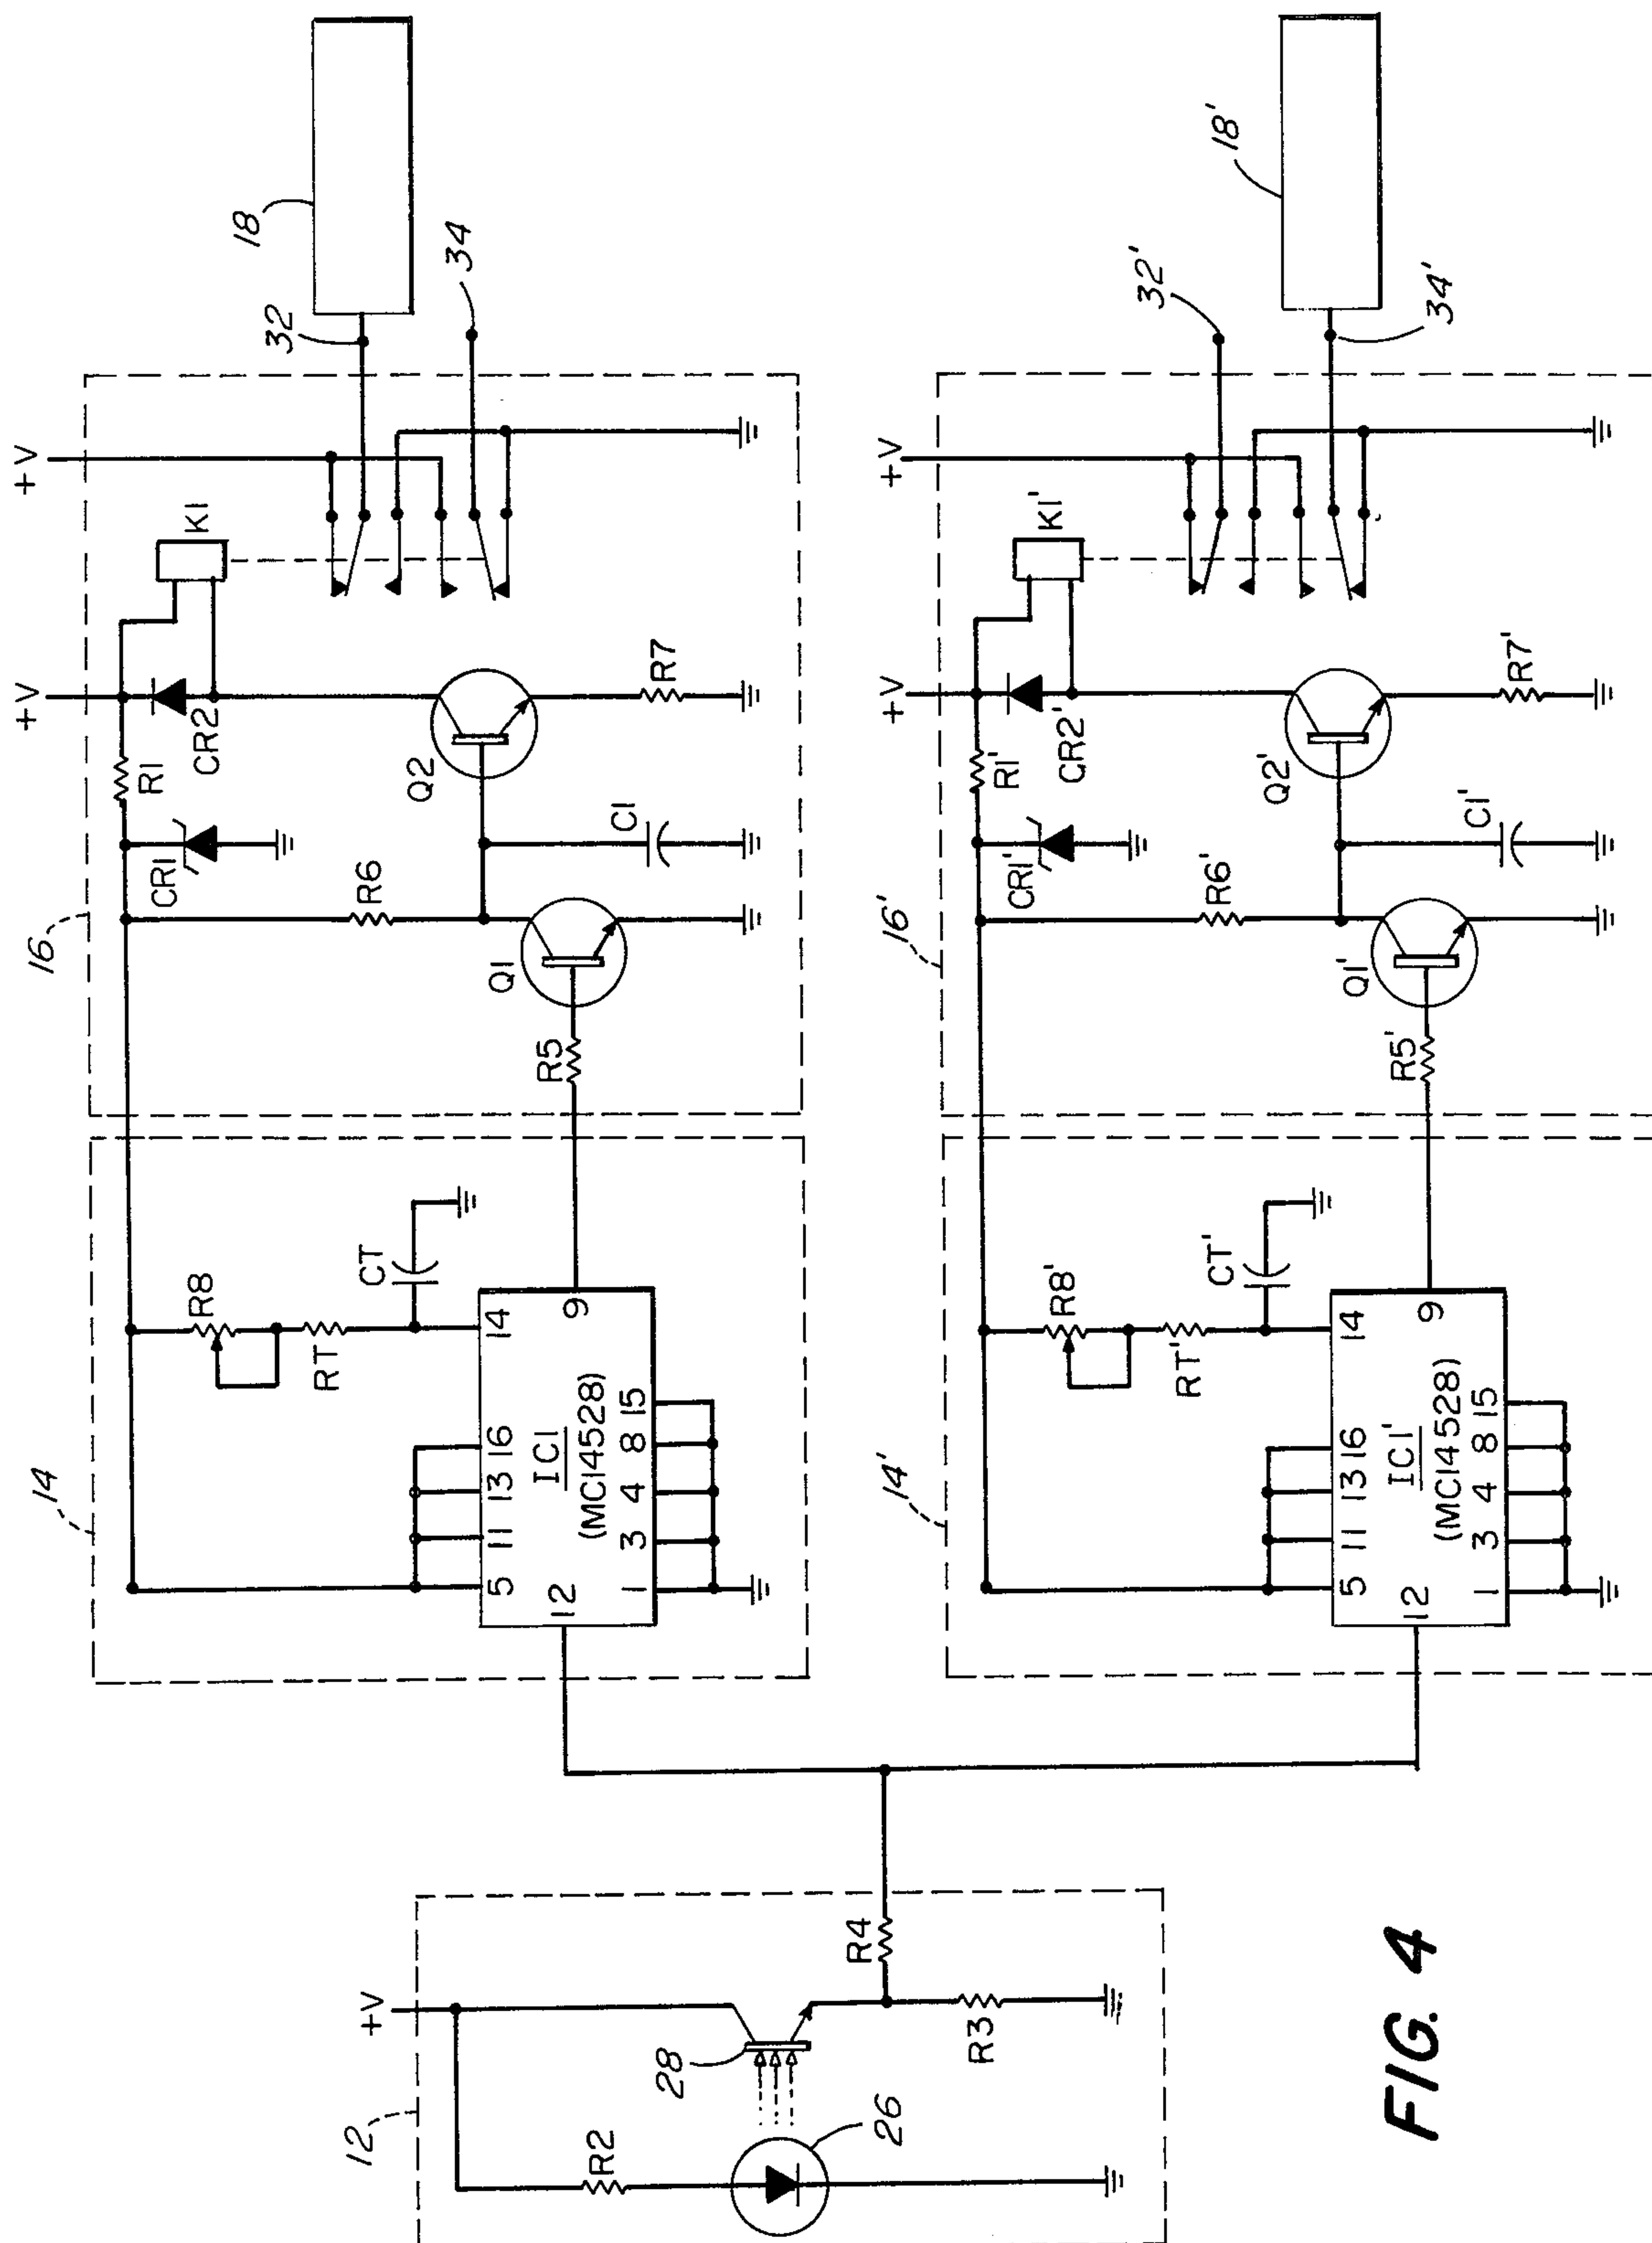 +V
12
R2
26
28
R3
R4
14
5
11
13
16
14
12
IC1
(MC14528)
9
1
3
4
8
15
R8
RT
CT
16
R5
Q1
R6
CR1
R1
C1
Q2
CR2
+V
R7
K1
+V
32
34
18
14'
5
11
13
16
14
12
IC1'
(MC14528)
9
1
3
4
8
15
R8'
RT'
CT'
16'
R5'
Q1'
R6'
CR1'
R1'
C1'
Q2'
CR2'
+V
R7'
K1'
+V
32'
34'
18'
FIG. 4